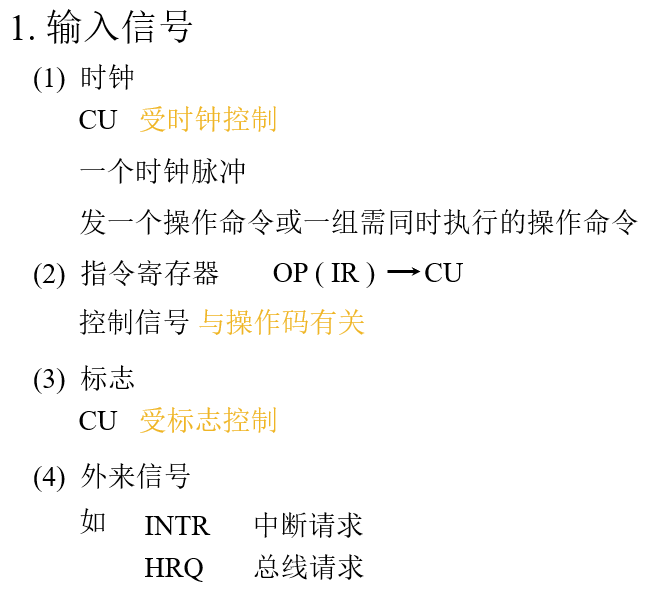 1. 输入信号
(1) 时钟
CU 受时钟控制
一个时钟脉冲
发一个操作命令或一组需同时执行的操作命令
(2) 指令寄存器 OP ( IR ) → CU
控制信号 与操作码有关
(3) 标志
CU 受标志控制
(4) 外来信号
如 INTR 中断请求
HRQ 总线请求